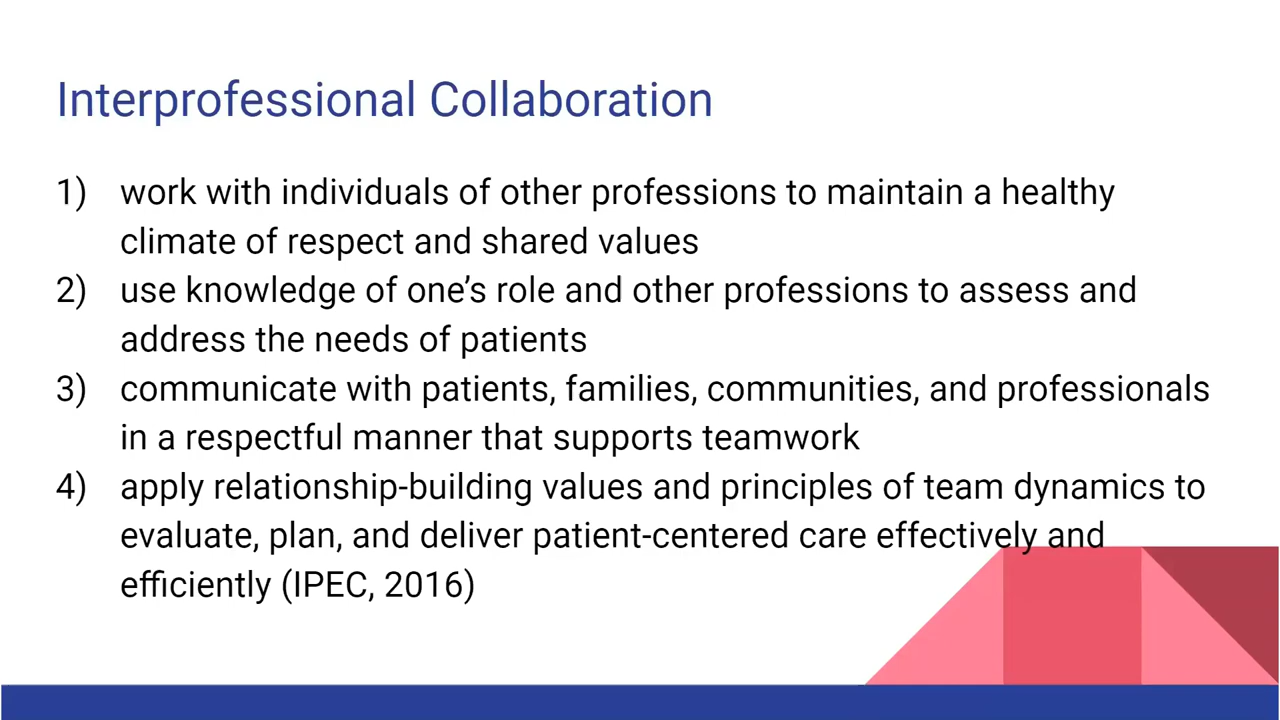 Interprofessional Collaboration
1) work with individuals of other professions to maintain a healthy
climate of respect and shared values
2) use knowledge of one’s role and other professions to assess and
address the needs of patients
3) communicate with patients, families, communities, and professionals
in a respectful manner that supports teamwork
4) apply relationship-building values and principles of team dynamics to
evaluate, plan, and deliver patient-centered care effectively and
efficiently (IPEC, 2016)